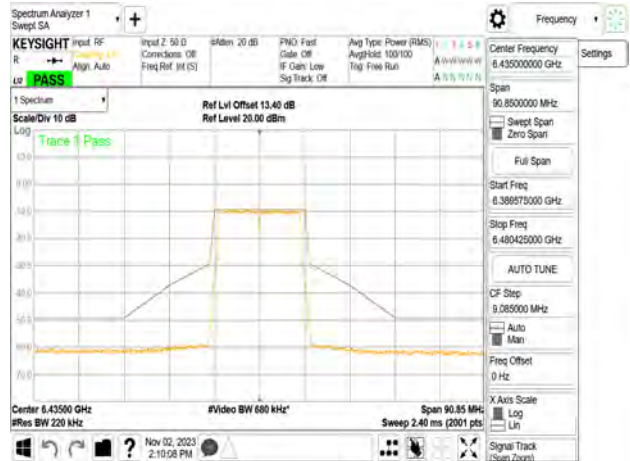 Spectrum Analyzer 1
Swept SA
+
Frequency
KEYSIGHT
Input: RF
Input Z: 50 Ω
#Atten: 20 dB
PNO: Fast
Avg Type: Power (RMS)
R
Align: Auto
Corrections: Off
Gate: Off
Avg|Hold: 100/100
Freq Ref: Int (S)
IF Gain: Low
Trig: Free Run
Sig Track: Off
PASS
1 Spectrum
Ref Lvl Offset 13.40 dB
Scale/Div 10 dB
Ref Level 20.00 dBm
Log
Trace 1 Pass
Center 6.43500 GHz
#Video BW 680 kHz*
Span 90.85 MHz
#Res BW 220 kHz
Sweep 2.40 ms (2001 pts)
?
Nov 02, 2023
2:10:08 PM
Center Frequency
6.435000000 GHz
Settings
Span
90.8500000 MHz
Swept Span
Zero Span
Full Span
Start Freq
6.389575000 GHz
Stop Freq
6.480425000 GHz
AUTO TUNE
CF Step
9.085000 MHz
Auto
Man
Freq Offset
0 Hz
X Axis Scale
Log
Lin
Signal Track
(Span Zoom)